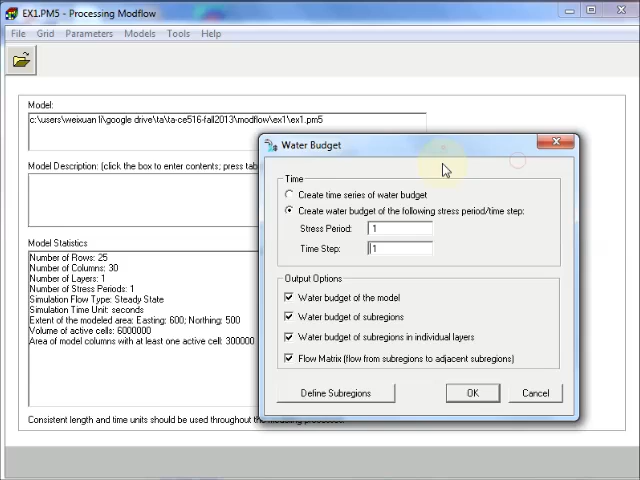 EX1.PM5 - Processing Modflow
File Grid Parameters Models Tools Help
Model:
c:\users\weixuan li\google drive\ta\ta-ce516-fall2013\modflow\ex1\ex1.pm5
Model Description: (click the box to enter contents; press tab
Model Statistics
Number of Rows: 25
Number of Columns: 30
Number of Layers: 1
Number of Stress Periods: 1
Simulation Flow Type: Steady State
Simulation Time Unit: seconds
Extent of the modeled area: Easting: 600; Northing: 500
Volume of active cells: 6000000
Area of model columns with at least one active cell: 300000
Consistent length and time units should be used throughout the modeling processes.
Water Budget
Time
Create time series of water budget
Create water budget of the following stress period/time step:
Stress Period: 1
Time Step: 1
Output Options
Water budget of the model
Water budget of subregions
Water budget of subregions in individual layers
Flow Matrix (flow from subregions to adjacent subregions)
Define Subregions OK Cancel